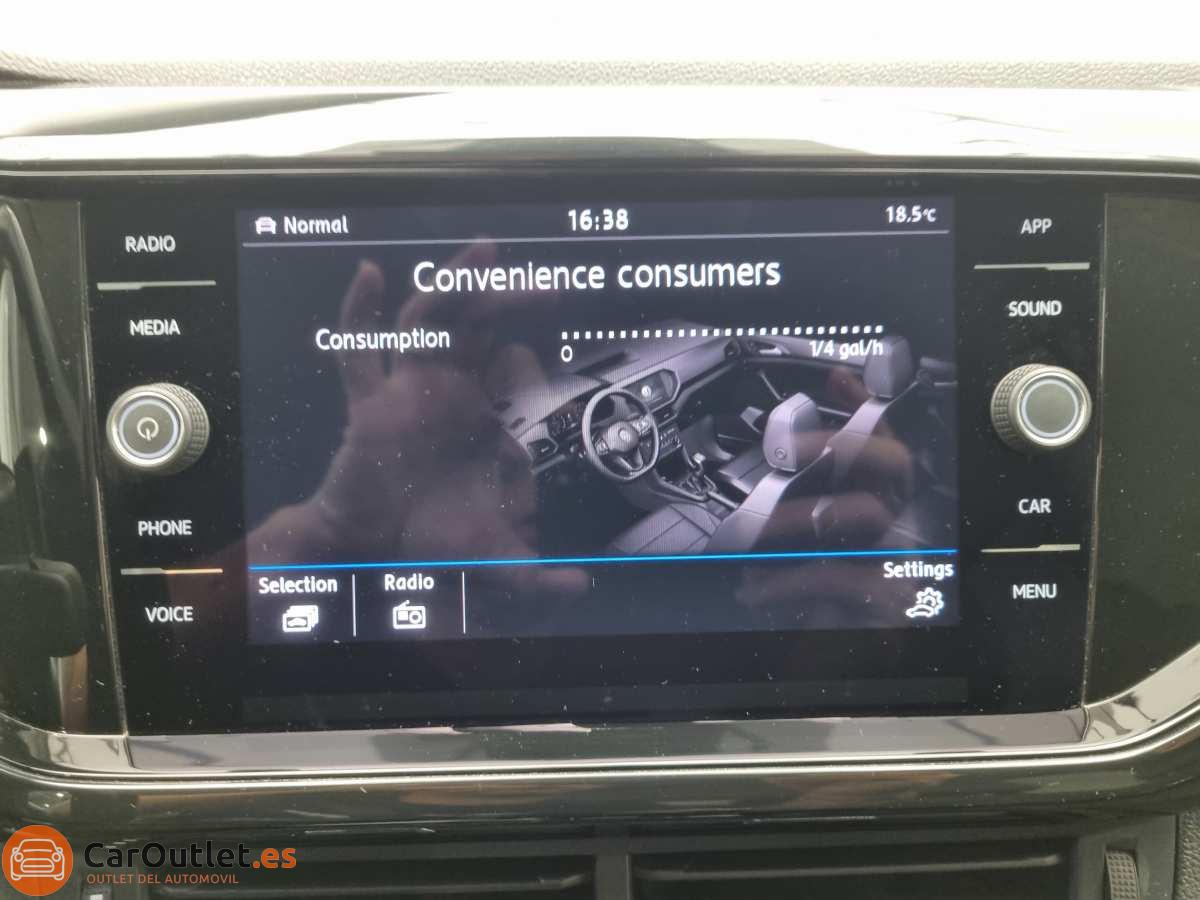 RADIO
MEDIA
PHONE
VOICE
Normal
16:38
18.5°C
Convenience consumers
Consumption
0
1/4 gal/h
Selection
Radio
Settings
APP
SOUND
CAR
MENU
CarOutlet.es
OUTLET DEL AUTOMOVIL